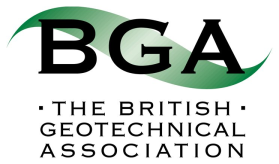 BGA
· THE BRITISH ·
GEOTECHNICAL
ASSOCIATION